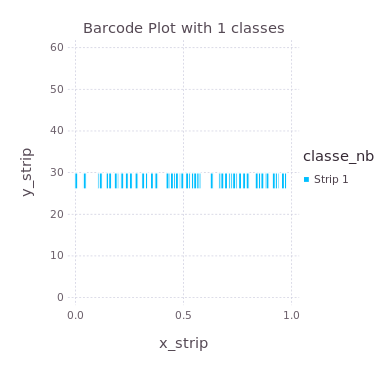 Barcode Plot with 1 classes
60
50
40
30
20
10
0
y_strip
0.0
0.5
1.0
x_strip
classe_nb
Strip 1